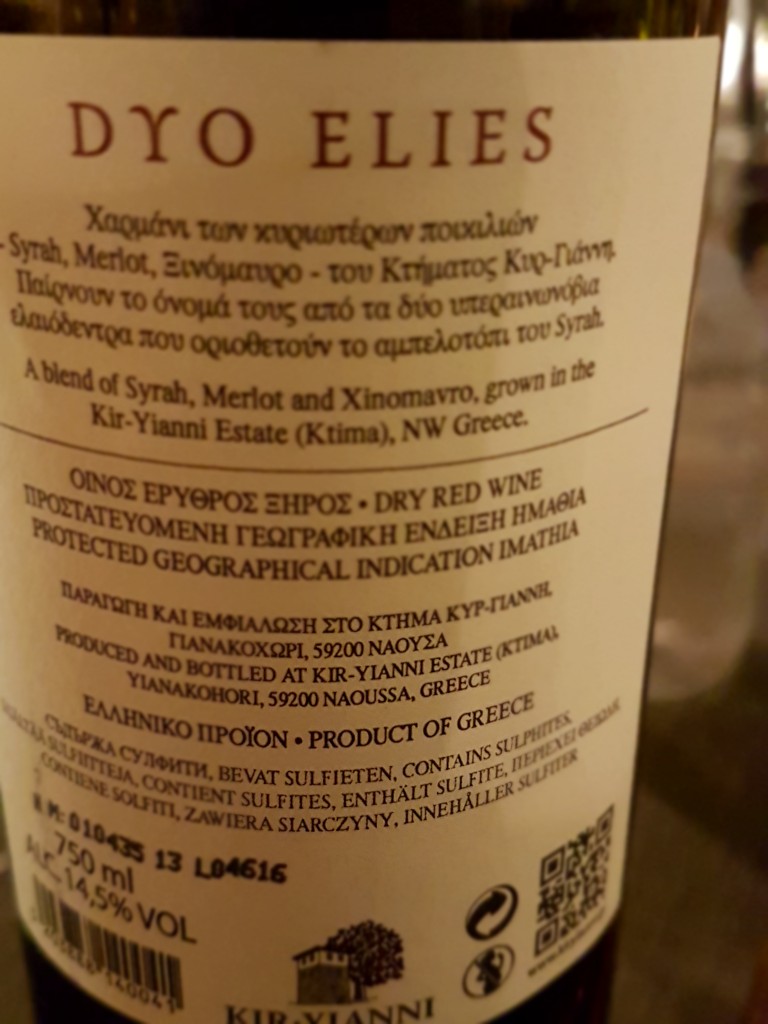 DYO ELIES
Χαρμάνι των κυριωτέρων ποικιλιών
- Syrah, Merlot, Ξινόμαυρο - του Κτήματος Κυρ-Γιάννη.
Παίρνουν το όνομά τους από τα δύο υπεραιωνόβια
ελαιόδεντρα που οριοθετούν το αμπελοτόπι του Syrah.
A blend of Syrah, Merlot and Xinomavro, grown in the
Kir-Yianni Estate (Ktima), NW Greece.
ΟΙΝΟΣ ΕΡΥΘΡΟΣ ΞΗΡΟΣ • DRY RED WINE
ΠΡΟΣΤΑΤΕΥΟΜΕΝΗ ΓΕΩΓΡΑΦΙΚΗ ΕΝΔΕΙΞΗ ΗΜΑΘΙΑ
PROTECTED GEOGRAPHICAL INDICATION IMATHIA
ΠΑΡΑΓΩΓΗ ΚΑΙ ΕΜΦΙΑΛΩΣΗ ΣΤΟ ΚΤΗΜΑ ΚΥΡ-ΓΙΑΝΝΗ,
ΓΙΑΝΑΚΟΧΩΡΙ, 59200 ΝΑΟΥΣΑ
PRODUCED AND BOTTLED AT KIR-YIANNI ESTATE (KTIMA),
YIANAKOHORI, 59200 NAOUSSA, GREECE
ΕΛΛΗΝΙΚΟ ΠΡΟΪΟΝ • PRODUCT OF GREECE
СЪДЪРЖА СУЛФИТИ, BEVAT SULFIETEN, CONTAINS SULPHITES,
SULFIITTEJA, CONTIENT SULFITES, ENTHÄLT SULFITE, ΠΕΡΙΕΧΕΙ ΘΕΙΩΔΗ
CONTIENE SOLFITI, ZAWIERA SIARCZYNY, INNEHÅLLER SULFITER
010435 13 L04616
750 ml
ALC. 14,5% VOL
KIR-YIANNI